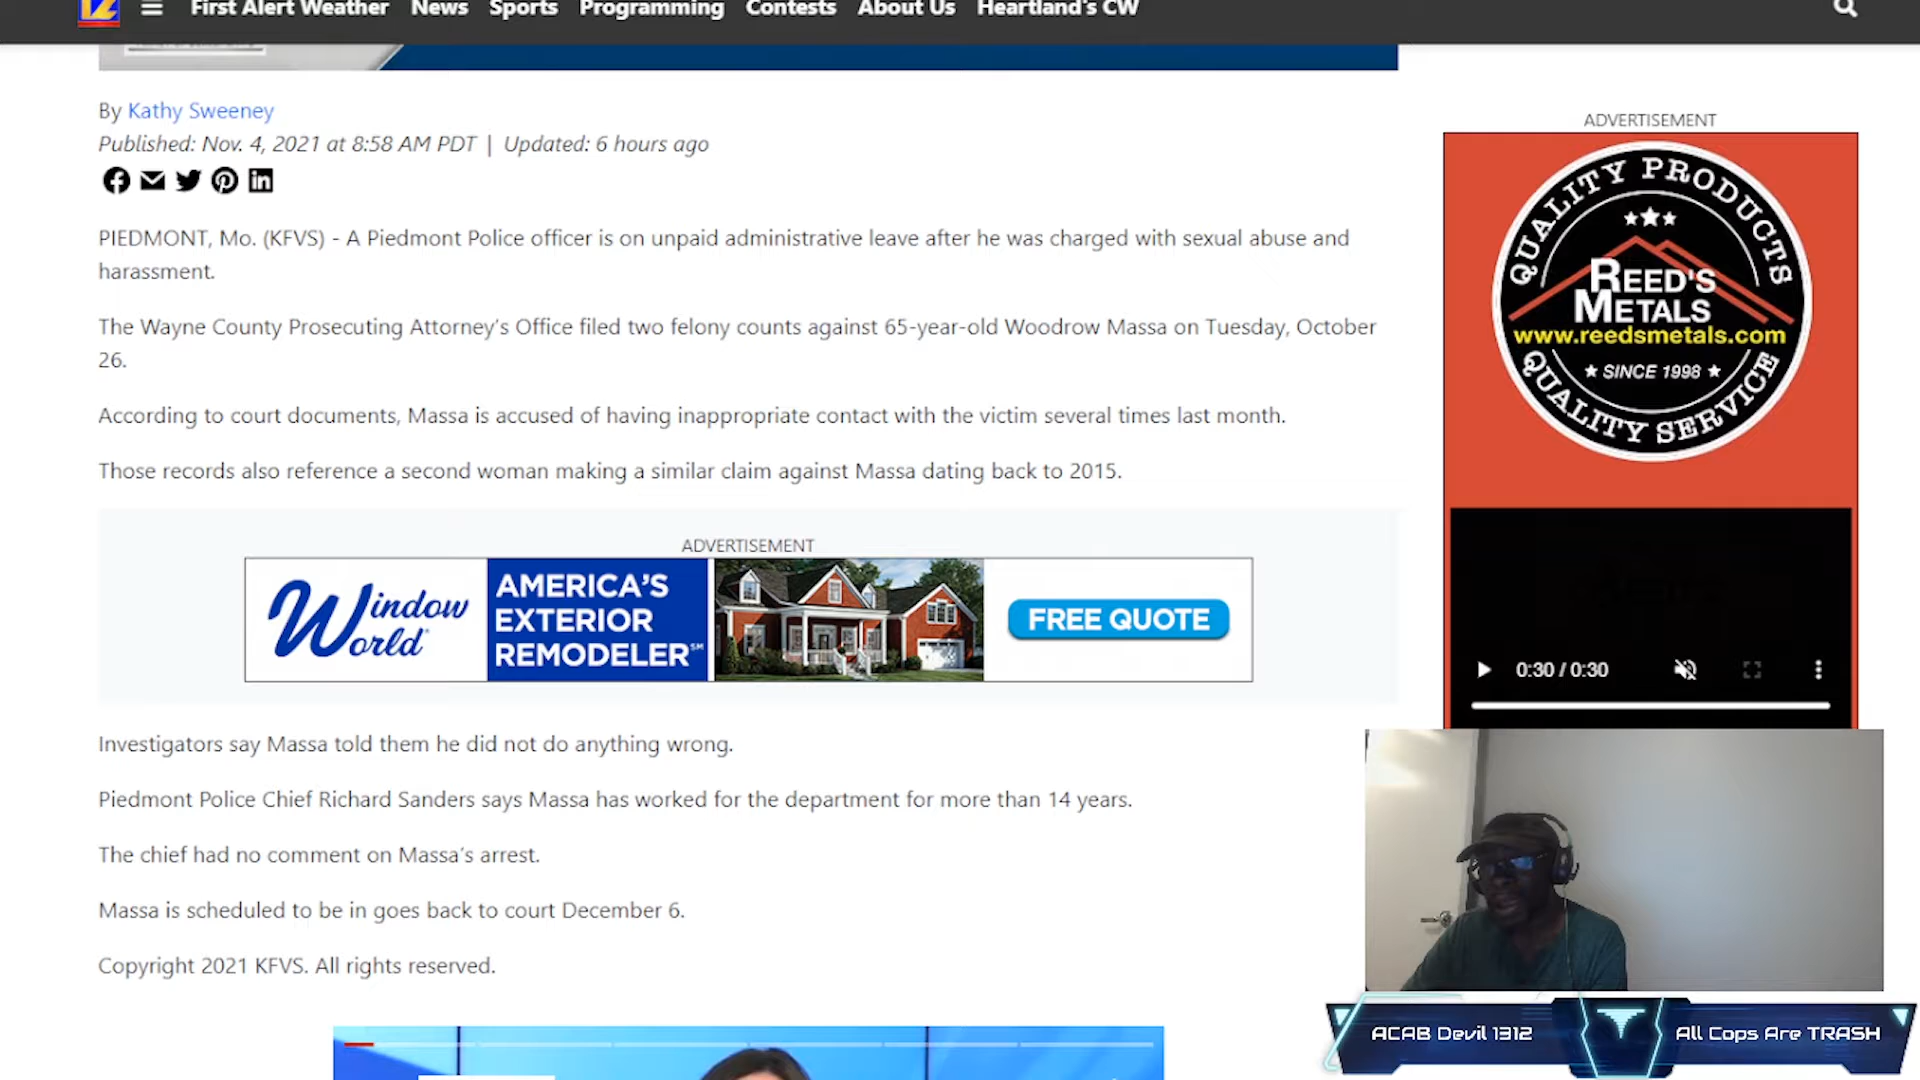 12 First Alert Weather News Sports Programming Contests About Us Heartland's CW
By Kathy Sweeney
Published: Nov. 4, 2021 at 8:58 AM PDT | Updated: 6 hours ago
PIEDMONT, Mo. (KFVS) - A Piedmont Police officer is on unpaid administrative leave after he was charged with sexual abuse and
harassment.
The Wayne County Prosecuting Attorney's Office filed two felony counts against 65-year-old Woodrow Massa on Tuesday, October
26.
According to court documents, Massa is accused of having inappropriate contact with the victim several times last month.
Those records also reference a second woman making a similar claim against Massa dating back to 2015.
ADVERTISEMENT
Window
World
AMERICA'S
EXTERIOR
REMODELER℠
FREE QUOTE
Investigators say Massa told them he did not do anything wrong.
Piedmont Police Chief Richard Sanders says Massa has worked for the department for more than 14 years.
The chief had no comment on Massa's arrest.
Massa is scheduled to be in goes back to court December 6.
Copyright 2021 KFVS. All rights reserved.
ADVERTISEMENT
QUALITY PRODUCTS
REED'S
METALS
www.reedsmetals.com
SINCE 1998
QUALITY SERVICE
0:30 / 0:30
ACAB Devil 1312
All Cops Are TRASH